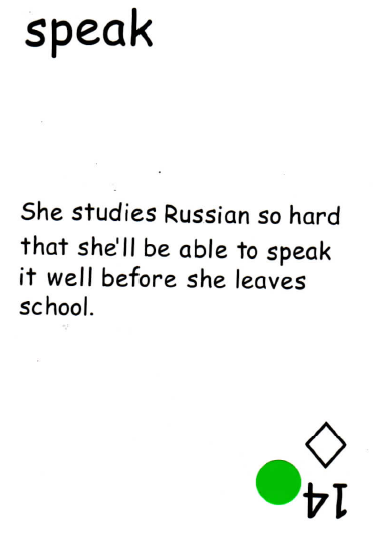 speak
She studies Russian so hard
that she'll be able to speak
it well before she leaves
school.
14